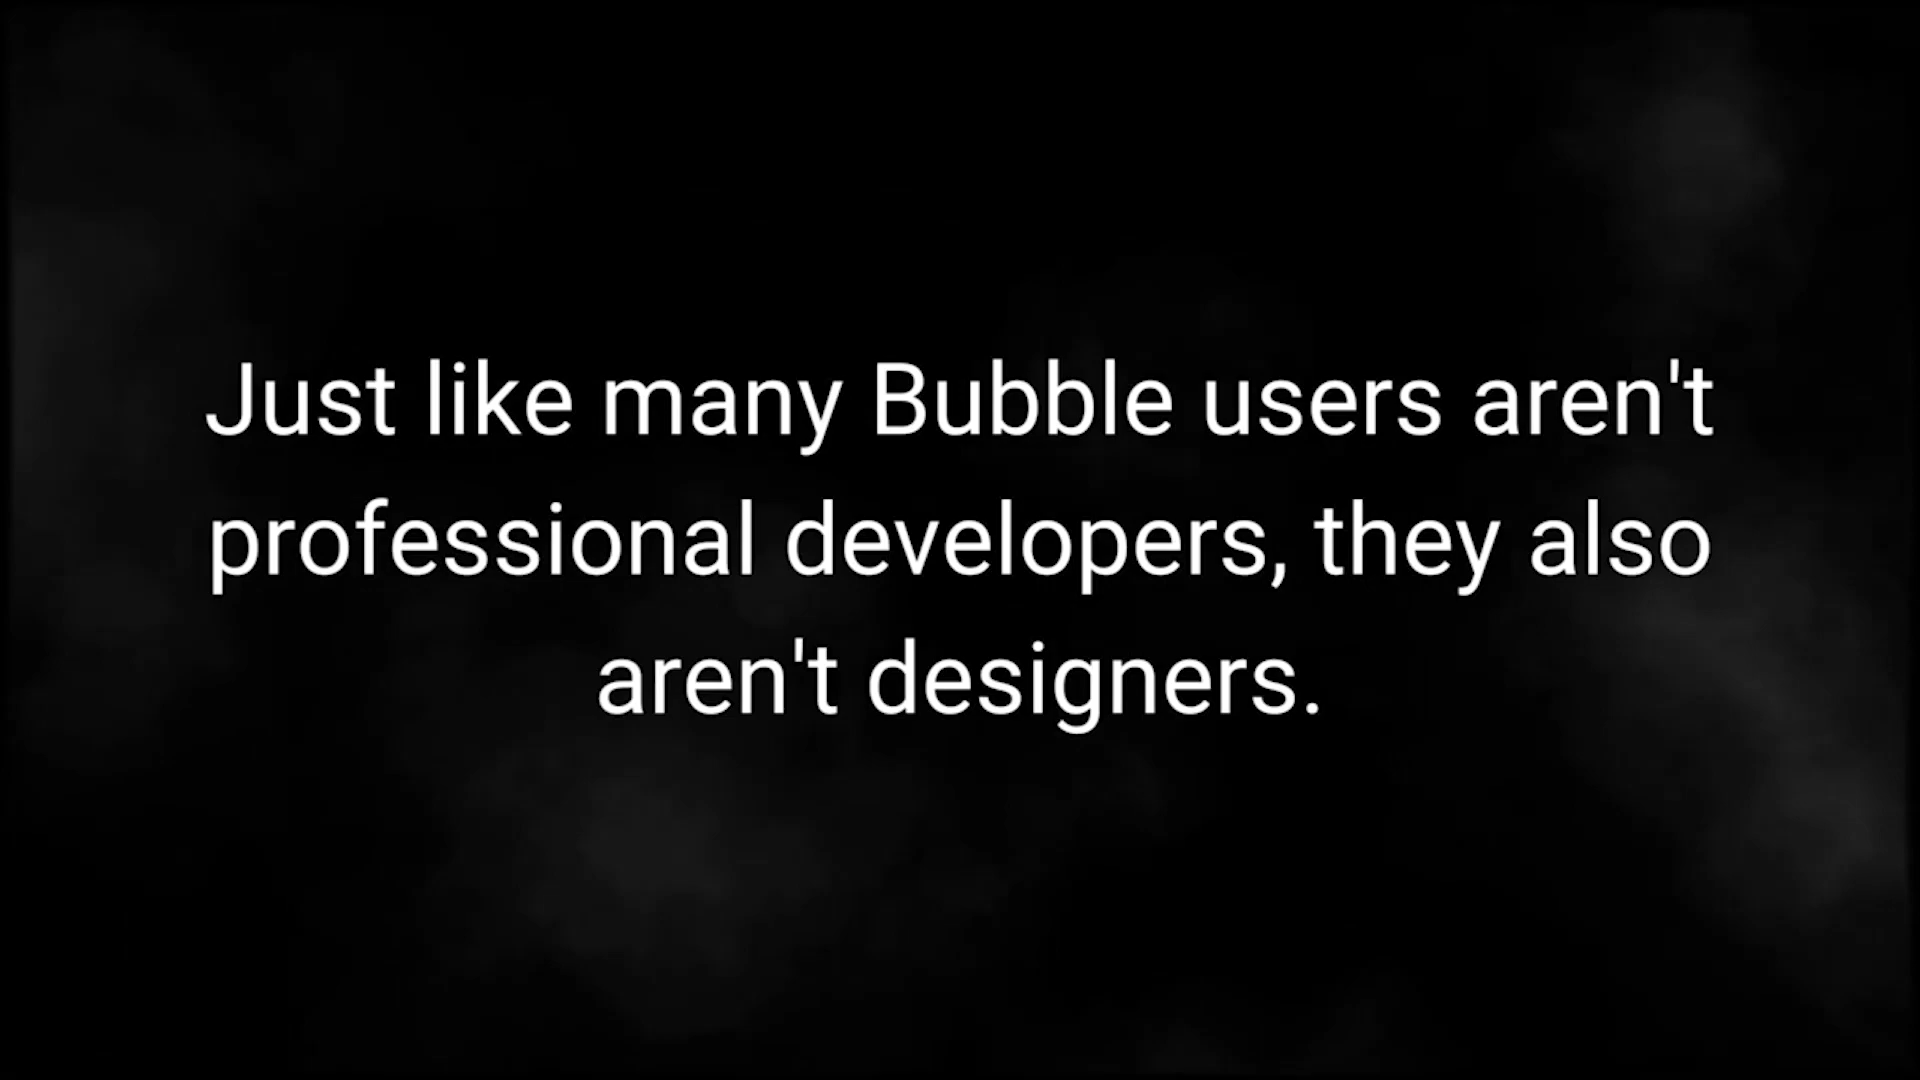 Just like many Bubble users aren't
professional developers, they also
aren't designers.